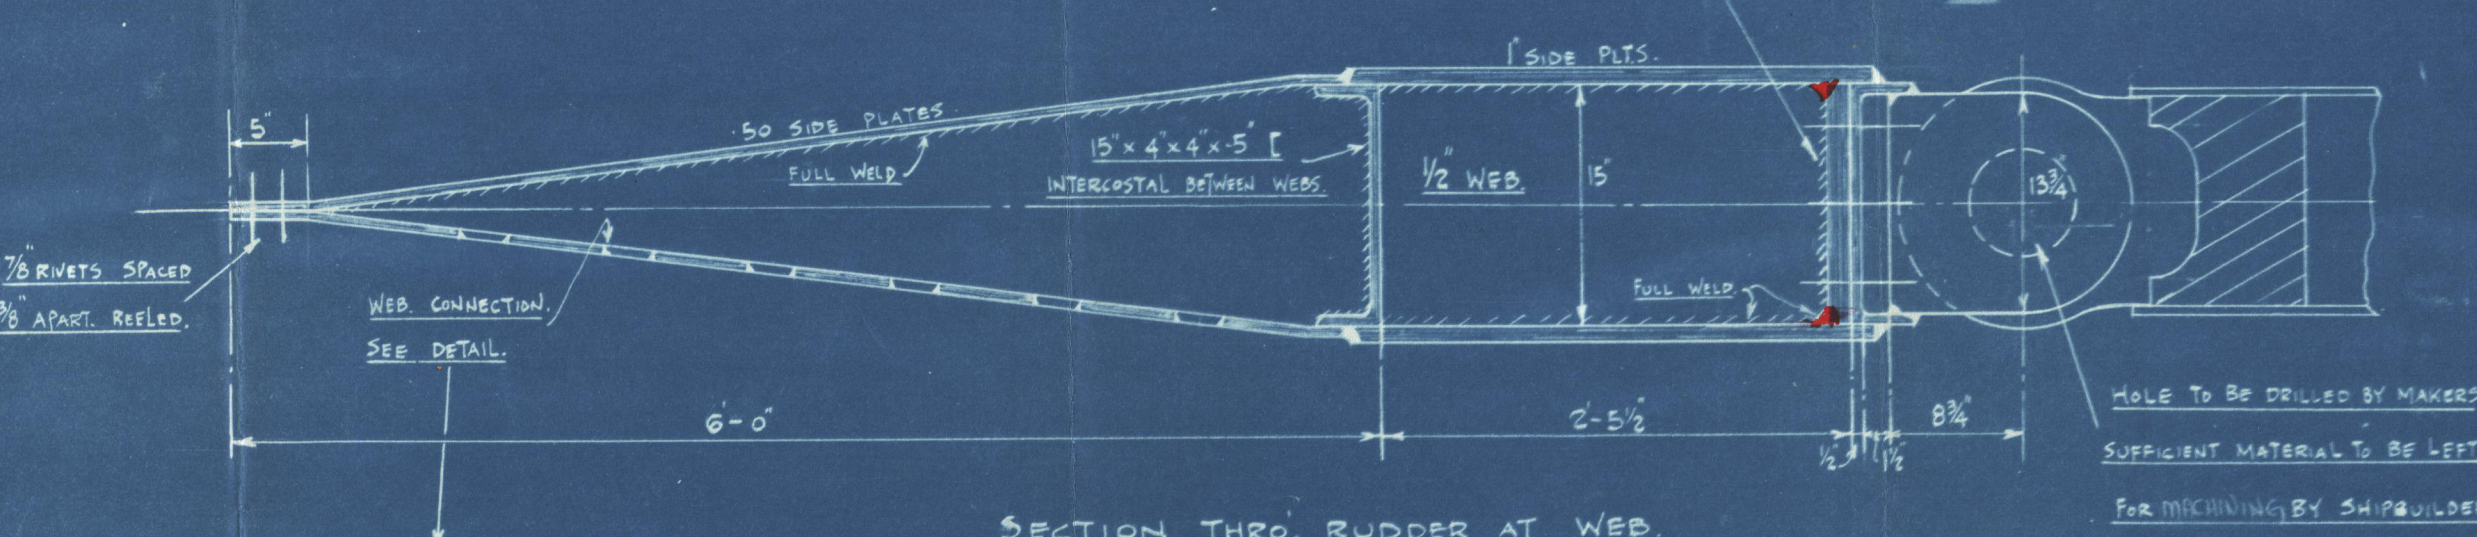 1" SIDE PLTS.
5"
.50 SIDE PLATES
FULL WELD
15" x 4" x 4" x .5" [
INTERCOSTAL BETWEEN WEBS.
1/2" WEB.
15"
13 3/4"
7/8" RIVETS SPACED
3/8" APART. REELED.
WEB. CONNECTION.
SEE DETAIL.
FULL WELD.
6'-0"
2'-5 1/2"
1/2"
1 1/2"
8 3/4"
HOLE TO BE DRILLED BY MAKERS
SUFFICIENT MATERIAL TO BE LEFT
FOR MACHINING BY SHIPBUILDER
SECTION THRO' RUDDER AT WEB.